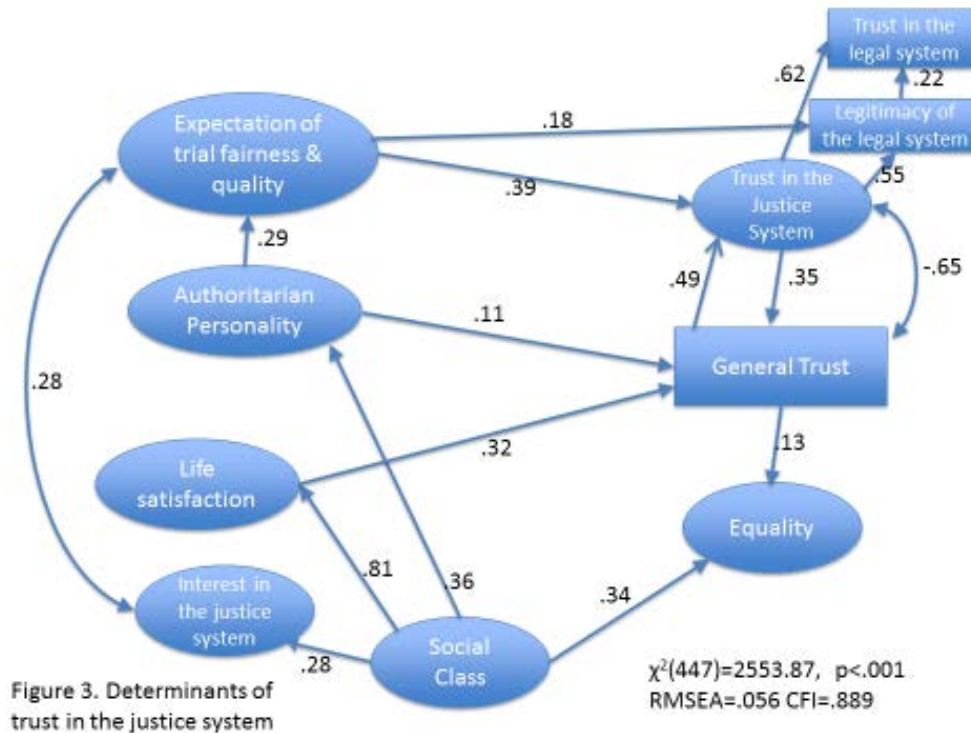 Trust in the
legal system
.62
.22
Expectation of
trial fairness &
quality
.18
Legitimacy of
the legal system
.39
.55
Trust in the
Justice
System
.29
.49
.35
-.65
Authoritarian
Personality
.11
General Trust
.28
.32
.13
Life
satisfaction
Equality
.81
.36
.34
Interest in
the justice
system
.28
Social
Class
χ²(447)=2553.87, p<.001
RMSEA=.056 CFI=.889
Figure 3. Determinants of
trust in the justice system